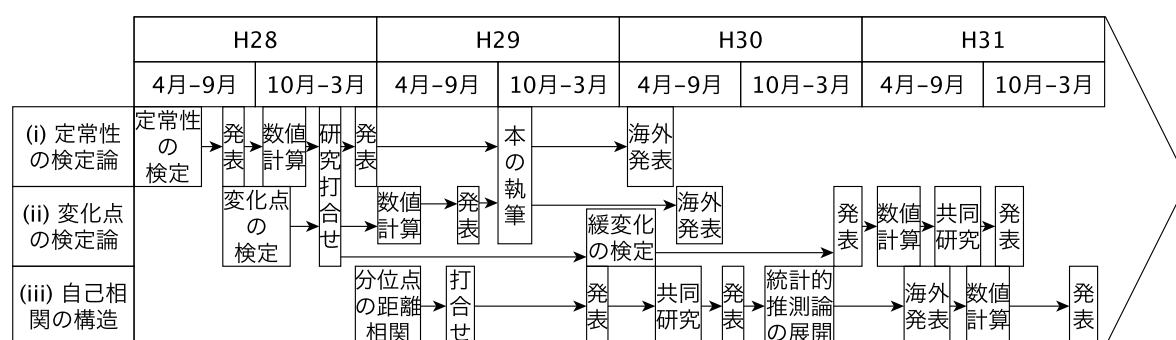 H28 H29 H30 H31
4月-9月 10月-3月 4月-9月 10月-3月 4月-9月 10月-3月 4月-9月 10月-3月
(i) 定常性
の検定論
定常性
の
検定
発
表
数値
計算
研
究
打
合
せ
発
表
本
の
執
筆
海外
発表
(ii) 変化点
の検定論
変化点
の
検定
数値
計算
発
表
海外
発表
緩変化
の検定
発
表
数値
計算
共同
研究
発
表
(iii) 自己相
関の構造
分位点
の距離
相関
打
合
せ
発
表
共同
研究
発
表
統計的
推測論
の展開
海外
発表
数値
計算
発
表